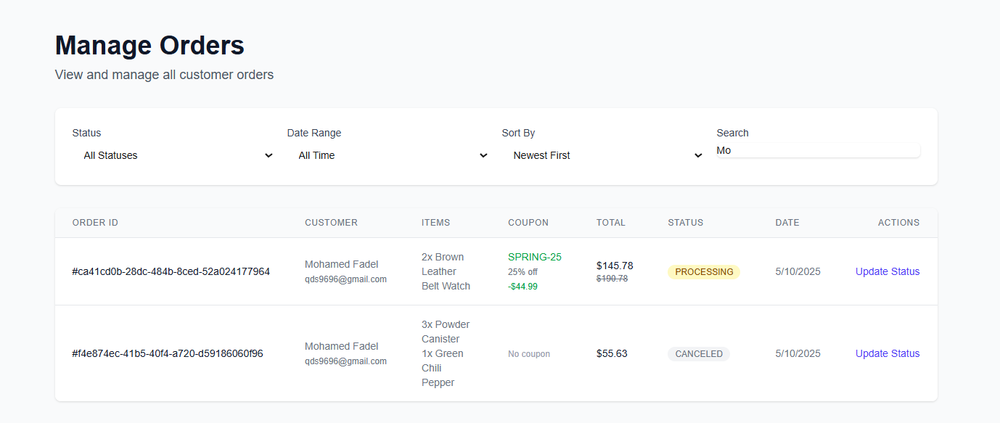 Manage Orders
View and manage all customer orders
Status
Date Range
Sort By
Search
All Statuses
All Time
Newest First
Mo
ORDER ID
CUSTOMER
ITEMS
COUPON
TOTAL
STATUS
DATE
ACTIONS
#ca41cd0b-28dc-484b-8ced-52a024177964
Mohamed Fadel
qds9696@gmail.com
2x Brown
Leather
Belt Watch
SPRING-25
25% off
-$44.99
$145.78
$190.78
PROCESSING
5/10/2025
Update Status
#f4e874ec-41b5-40f4-a720-d59186060f96
Mohamed Fadel
qds9696@gmail.com
3x Powder
Canister
1x Green
Chili
Pepper
No coupon
$55.63
CANCELED
5/10/2025
Update Status